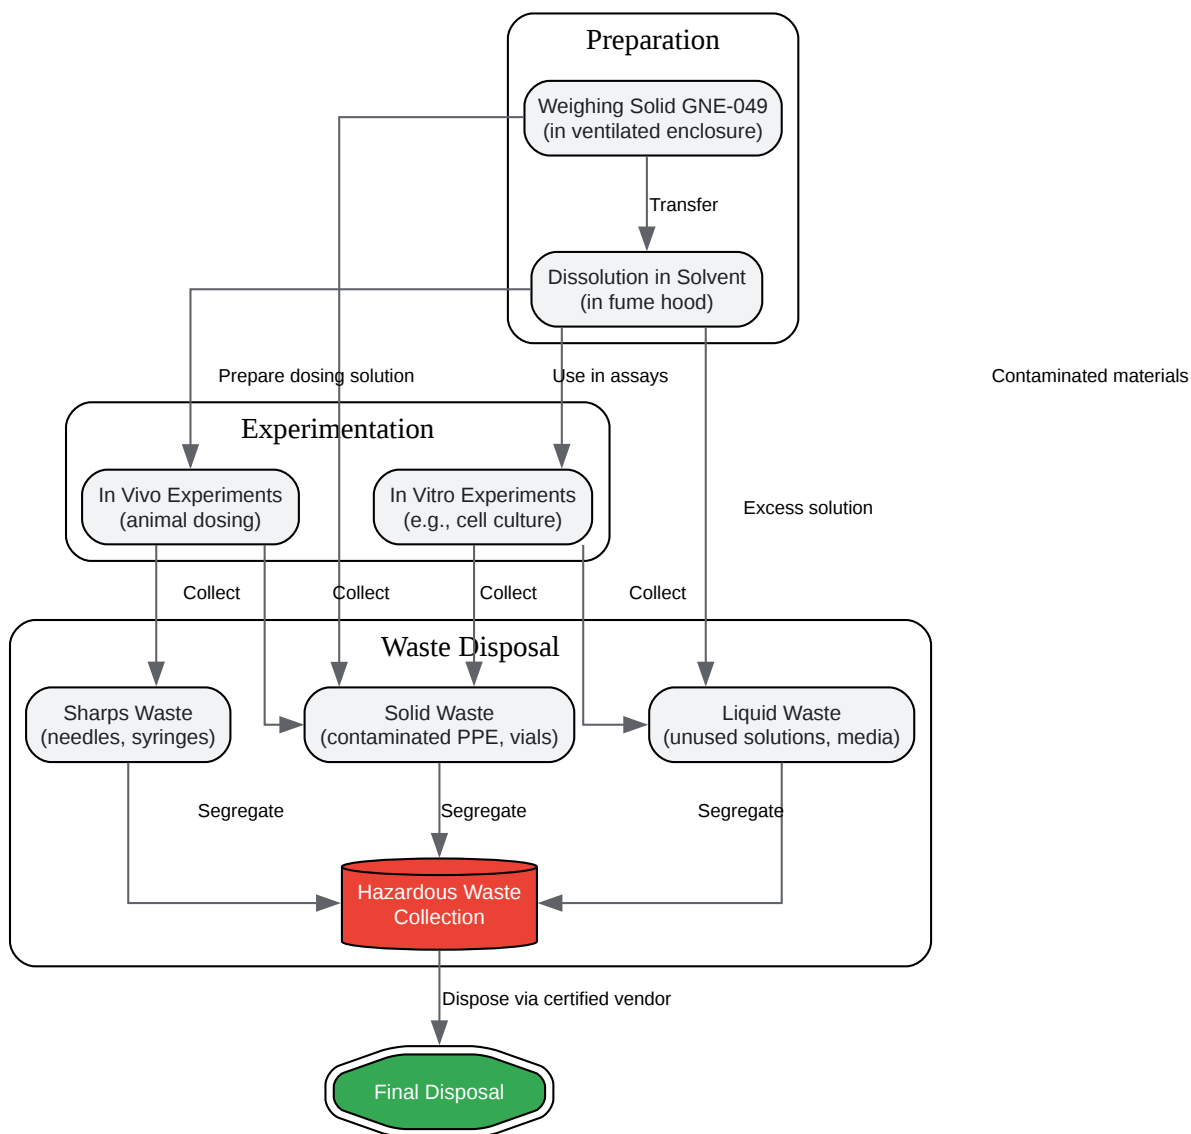 Preparation
Weighing Solid GNE-049
(in ventilated enclosure)
Transfer
Dissolution in Solvent
(in fume hood)
Prepare dosing solution
Use in assays
Contaminated materials
Experimentation
In Vivo Experiments
(animal dosing)
In Vitro Experiments
(e.g., cell culture)
Excess solution
Collect
Collect
Collect
Collect
Waste Disposal
Sharps Waste
(needles, syringes)
Solid Waste
(contaminated PPE, vials)
Liquid Waste
(unused solutions, media)
Segregate
Segregate
Segregate
Hazardous Waste
Collection
Dispose via certified vendor
Final Disposal